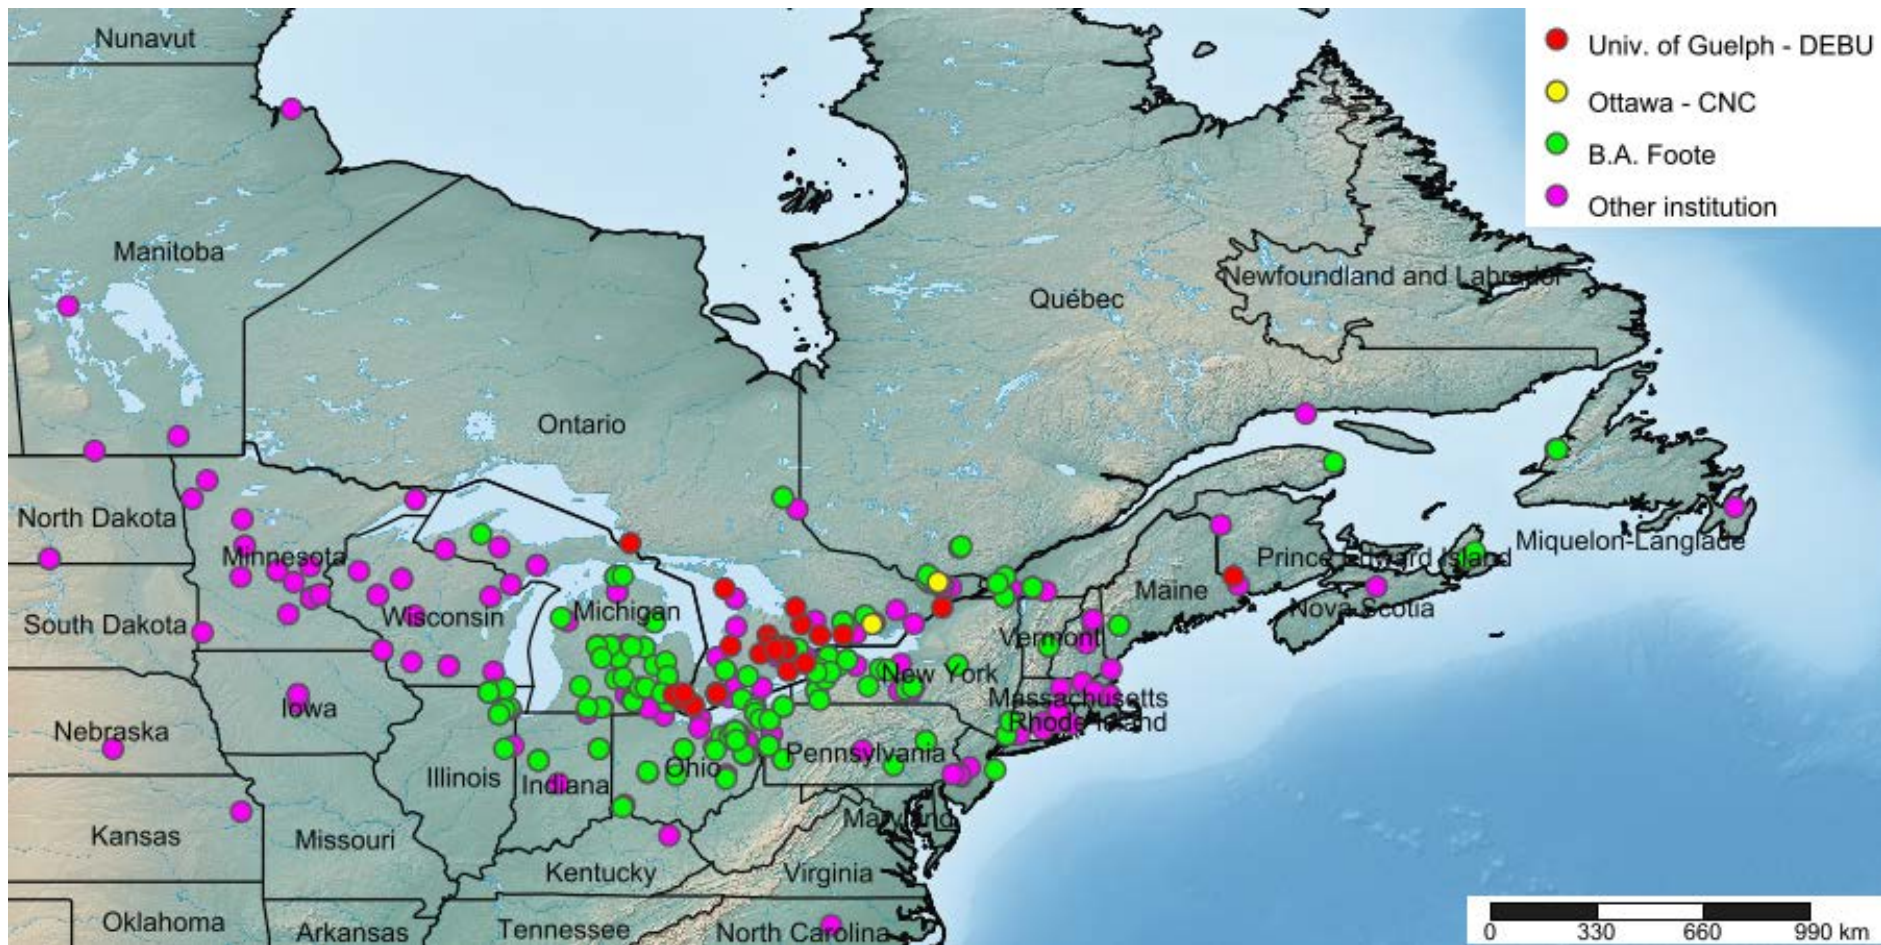 Nunavut
Univ. of Guelph - DEBU
Ottawa - CNC
B.A. Foote
Other institution
Manitoba
Newfoundland and Labrador
Québec
Ontario
North Dakota
Minnesota
Miquelon-Langlade
Prince Edward Island
Maine
Nova Scotia
South Dakota
Wisconsin
Michigan
Vermont
New York
Massachusetts
Iowa
Rhode Island
Nebraska
Pennsylvania
Ohio
Illinois
Indiana
Maryland
Kansas
Missouri
Kentucky
Virginia
Oklahoma
Arkansas
Tennessee
North Carolina
0 330 660 990 km